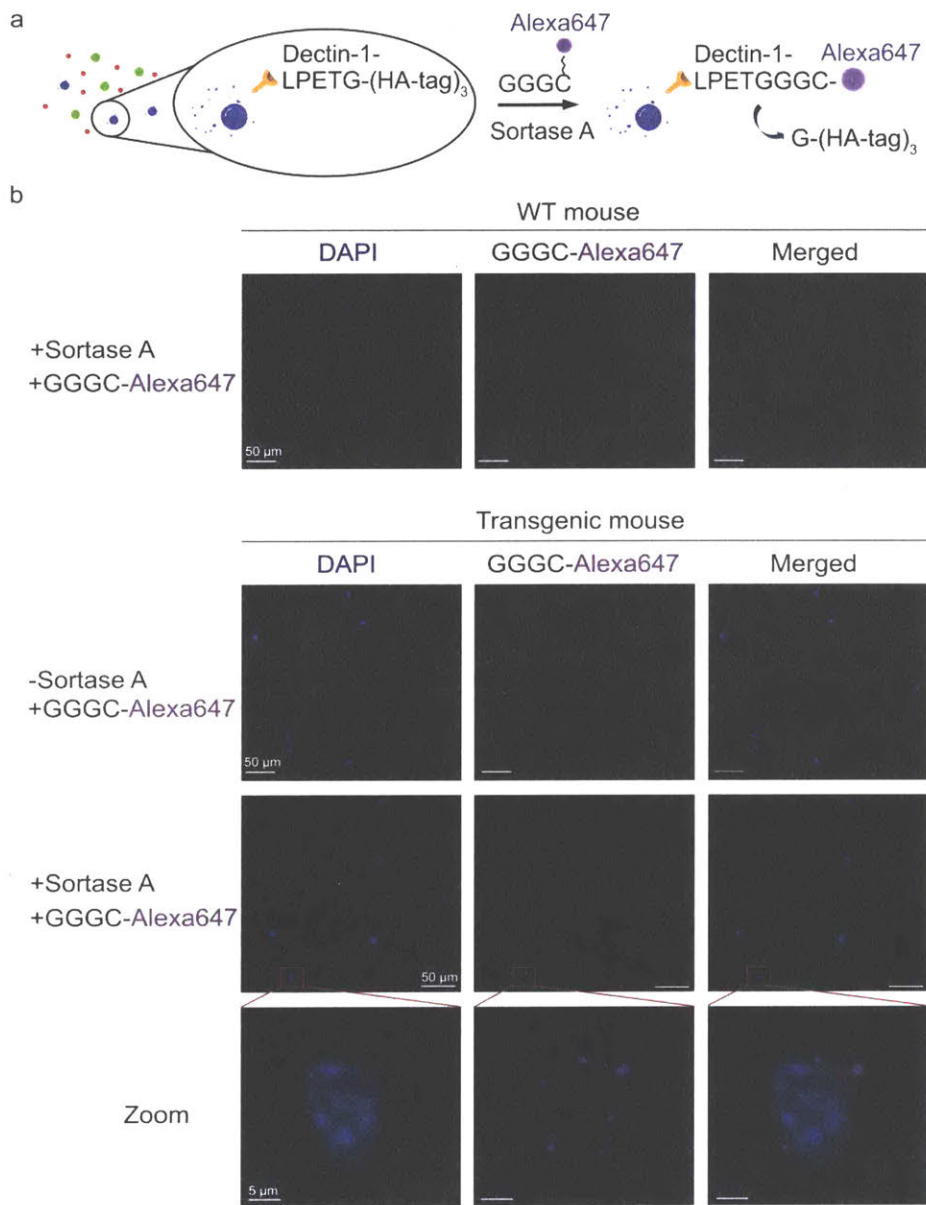 a
Alexa647
Dectin-1-
LPETG-(HA-tag)3
GGGC
Sortase A
Dectin-1-
Alexa647
LPETGGGC-
G-(HA-tag)3
b
WT mouse
DAPI
GGGC-Alexa647
Merged
+Sortase A
+GGGC-Alexa647
50 μm
Transgenic mouse
DAPI
GGGC-Alexa647
Merged
-Sortase A
+GGGC-Alexa647
50 μm
+Sortase A
+GGGC-Alexa647
50 μm
Zoom
5 μm